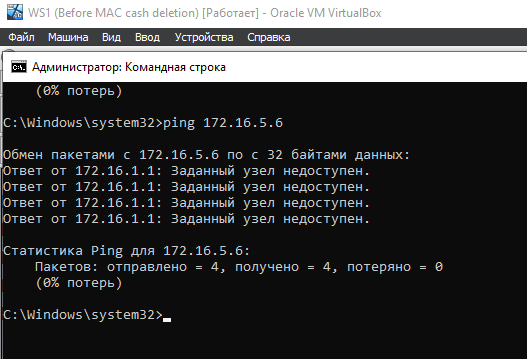 WS1 (Before MAC cash deletion) [Работает] - Oracle VM VirtualBox
Файл Машина Вид Ввод Устройства Справка
Администратор: Командная строка
(0% потерь)
C:\Windows\system32>ping 172.16.5.6
Обмен пакетами с 172.16.5.6 по с 32 байтами данных:
Ответ от 172.16.1.1: Заданный узел недоступен.
Ответ от 172.16.1.1: Заданный узел недоступен.
Ответ от 172.16.1.1: Заданный узел недоступен.
Ответ от 172.16.1.1: Заданный узел недоступен.
Статистика Ping для 172.16.5.6:
Пакетов: отправлено = 4, получено = 4, потеряно = 0
(0% потерь)
C:\Windows\system32>